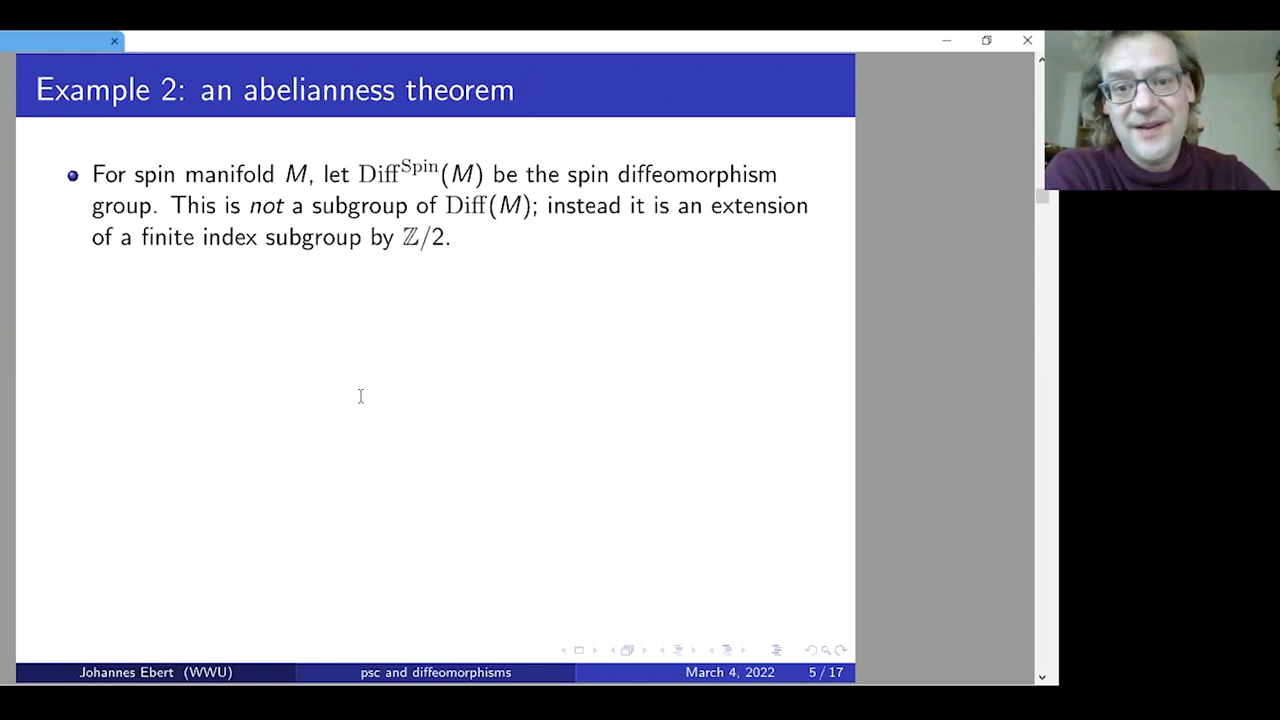 Example 2: an abelianness theorem
For spin manifold M, let Diff^Spin(M) be the spin diffeomorphism
group. This is not a subgroup of Diff(M); instead it is an extension
of a finite index subgroup by ℤ/2.
Johannes Ebert (WWU) psc and diffeomorphisms March 4, 2022 5 / 17